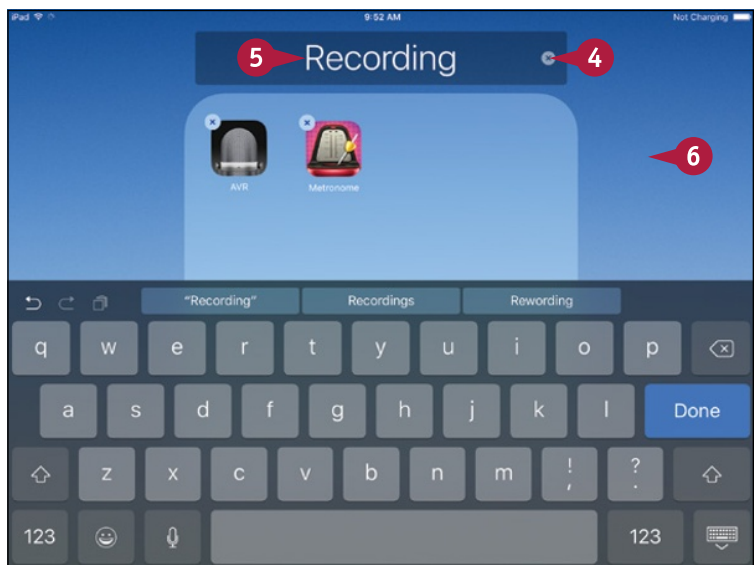 iPad 9:52 AM Not Charging
5 Recording 4
6
AVR Metronome
“Recording” Recordings Rewording
q w e r t y u i o p
a s d f g h j k l Done
z x c v b n m ! , ? .
123 123